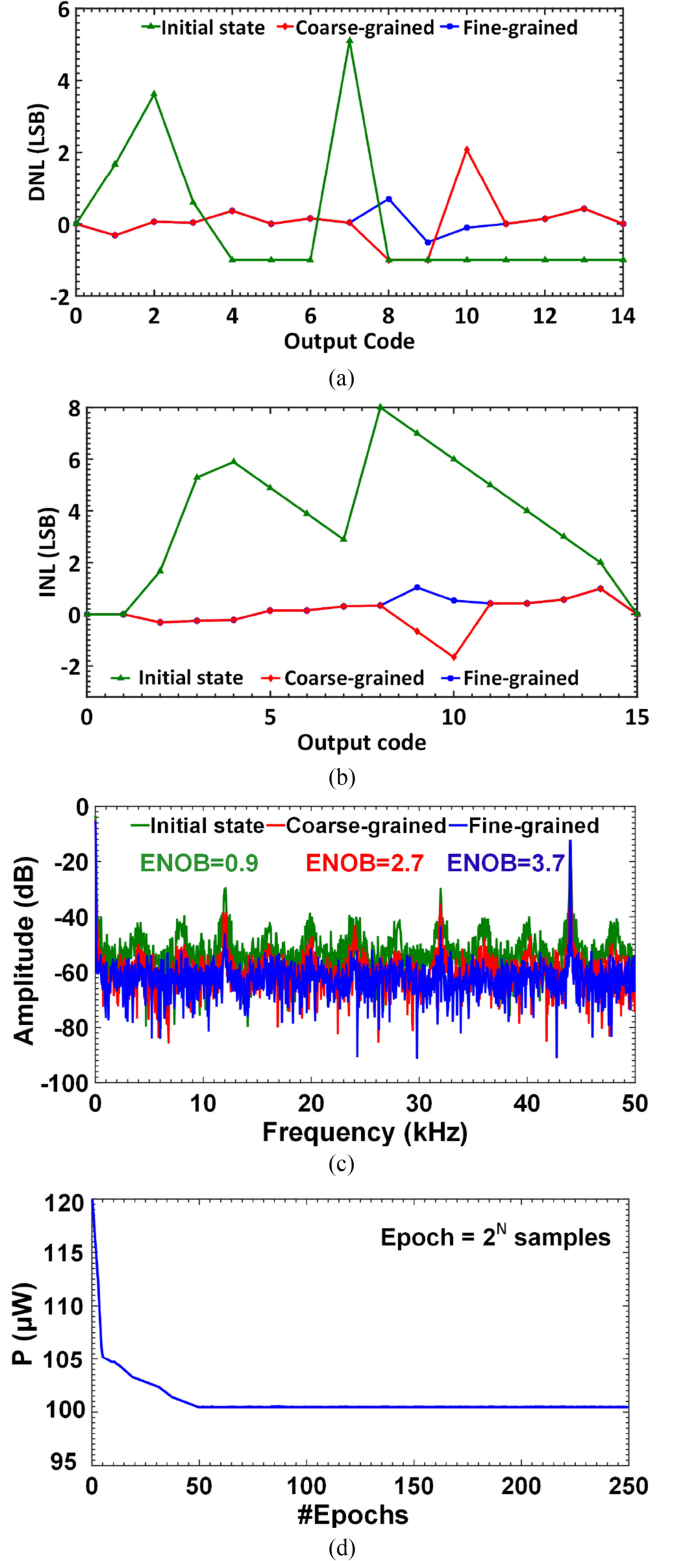 6
Initial state Coarse-grained Fine-grained
4
2
0
-2
DNL (LSB)
0 2 4 6 8 10 12 14
Output Code
(a)
8
6
4
2
0
-2
INL (LSB)
Initial state Coarse-grained Fine-grained
0 5 10 15
Output code
(b)
0
Initial state Coarse-grained Fine-grained
-20
ENOB=0.9 ENOB=2.7 ENOB=3.7
-40
-60
-80
-100
Amplitude (dB)
0 10 20 30 40 50
Frequency (kHz)
(c)
120
Epoch = 2^N samples
115
110
105
100
95
P (μW)
0 50 100 150 200 250
#Epochs
(d)